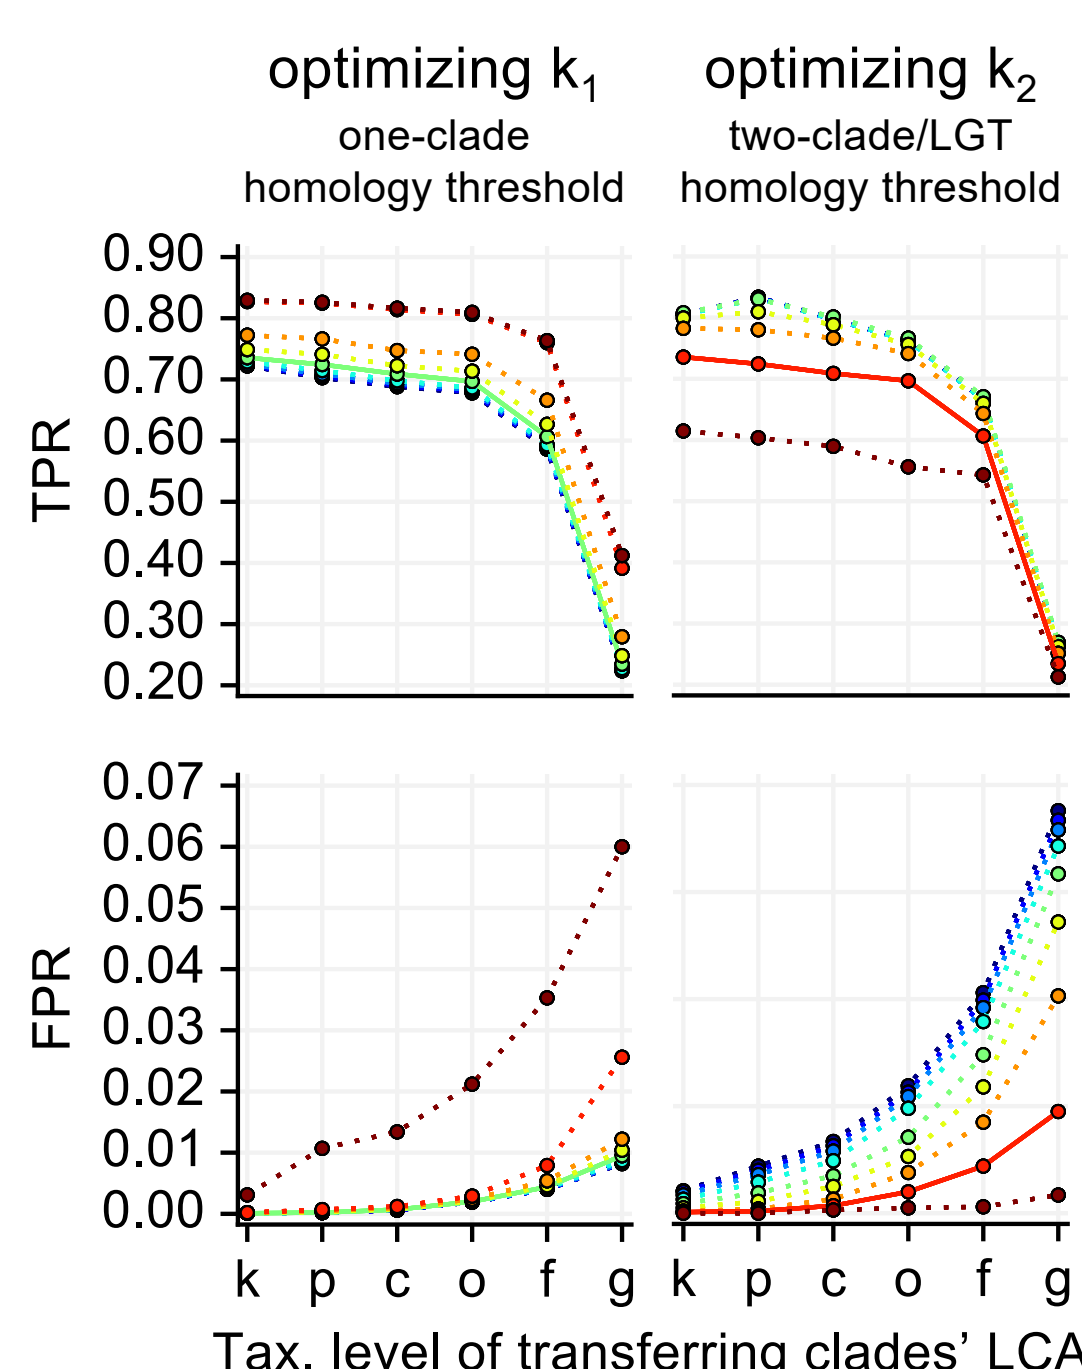 optimizing k₁
one-clade
homology threshold
optimizing k₂
two-clade/LGT
homology threshold
TPR
0.90
0.80
0.70
0.60
0.50
0.40
0.30
0.20
FPR
0.07
0.06
0.05
0.04
0.03
0.02
0.01
0.00
k p c o f g
k p c o f g
Tax. level of transferring clades’ LCA